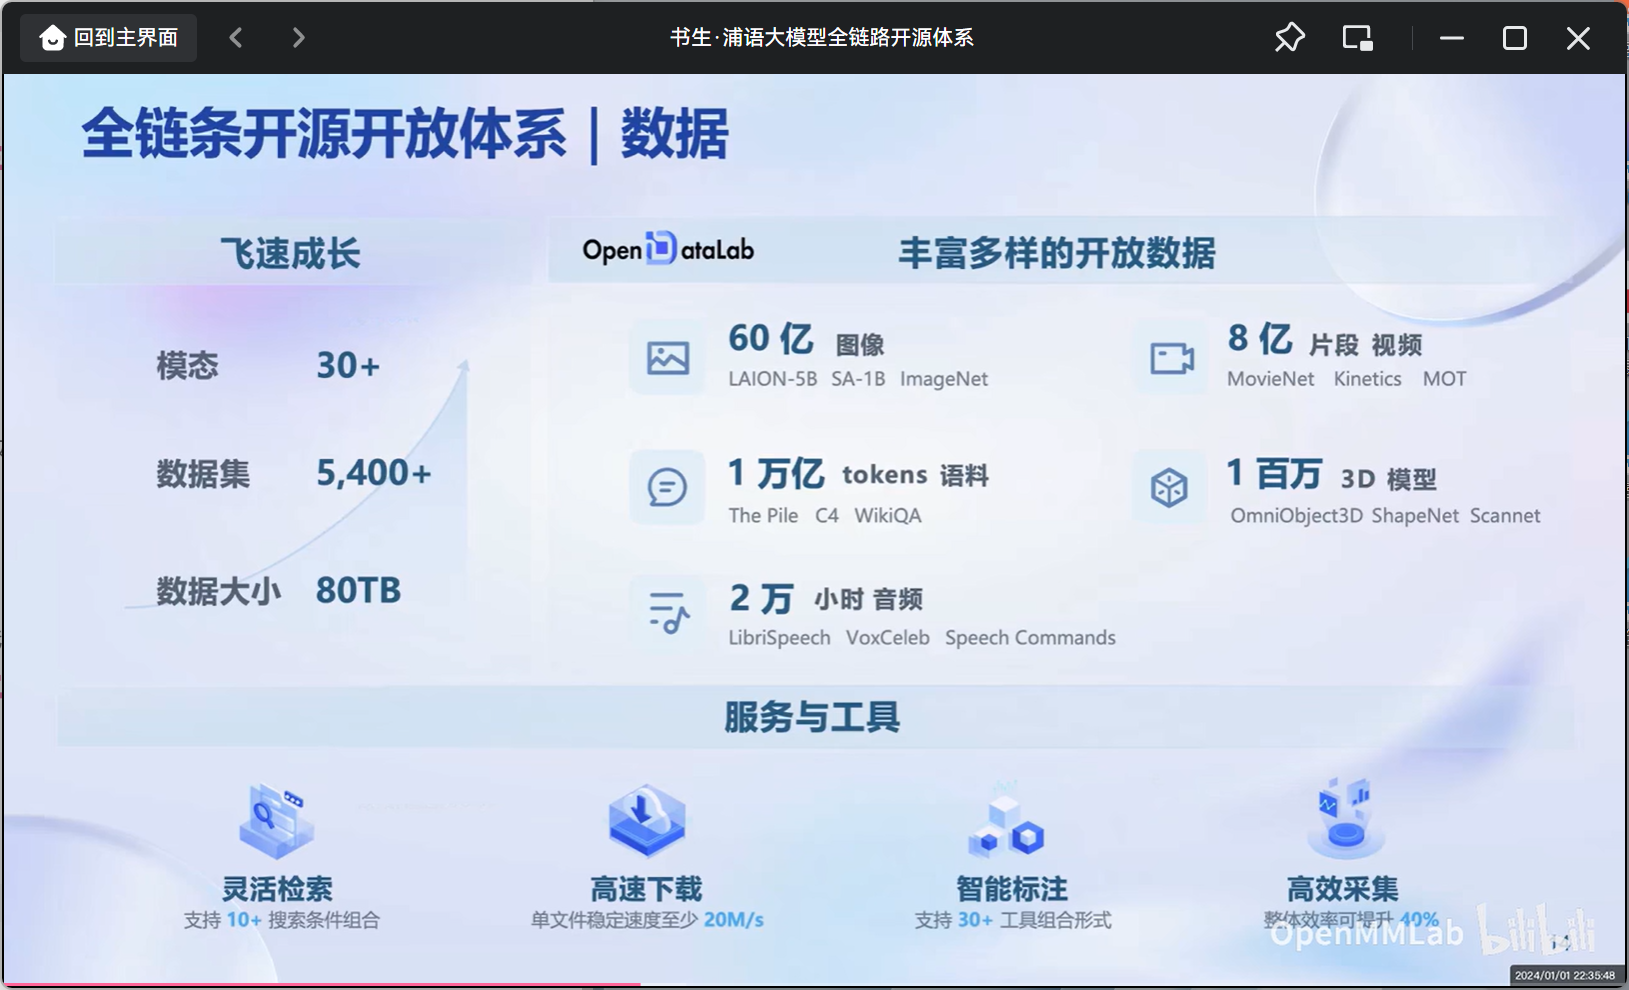 回到主界面
书生·浦语大模型全链路开源体系
全链条开源开放体系 | 数据
飞速成长
OpenDataLab 丰富多样的开放数据
模态 30+
数据集 5,400+
数据大小 80TB
60 亿 图像
LAION-5B SA-1B ImageNet
8 亿 片段 视频
MovieNet Kinetics MOT
1 万亿 tokens 语料
The Pile C4 WikiQA
1 百万 3D 模型
OmniObject3D ShapeNet Scannet
2 万 小时 音频
LibriSpeech VoxCeleb Speech Commands
服务与工具
灵活检索
支持 10+ 搜索条件组合
高速下载
单文件稳定速度至少 20M/s
智能标注
支持 30+ 工具组合形式
高效采集
整体效率可提升 40%
OpenMMLab bilibili
2024/01/01 22:35:48